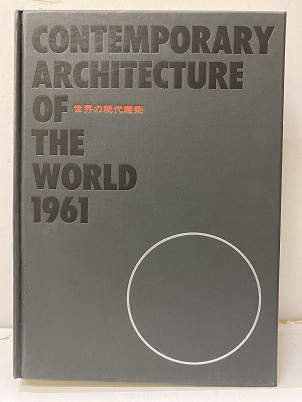 CONTEMPORARY
ARCHITECTURE
OF
世界の現代建築
THE
WORLD
1961